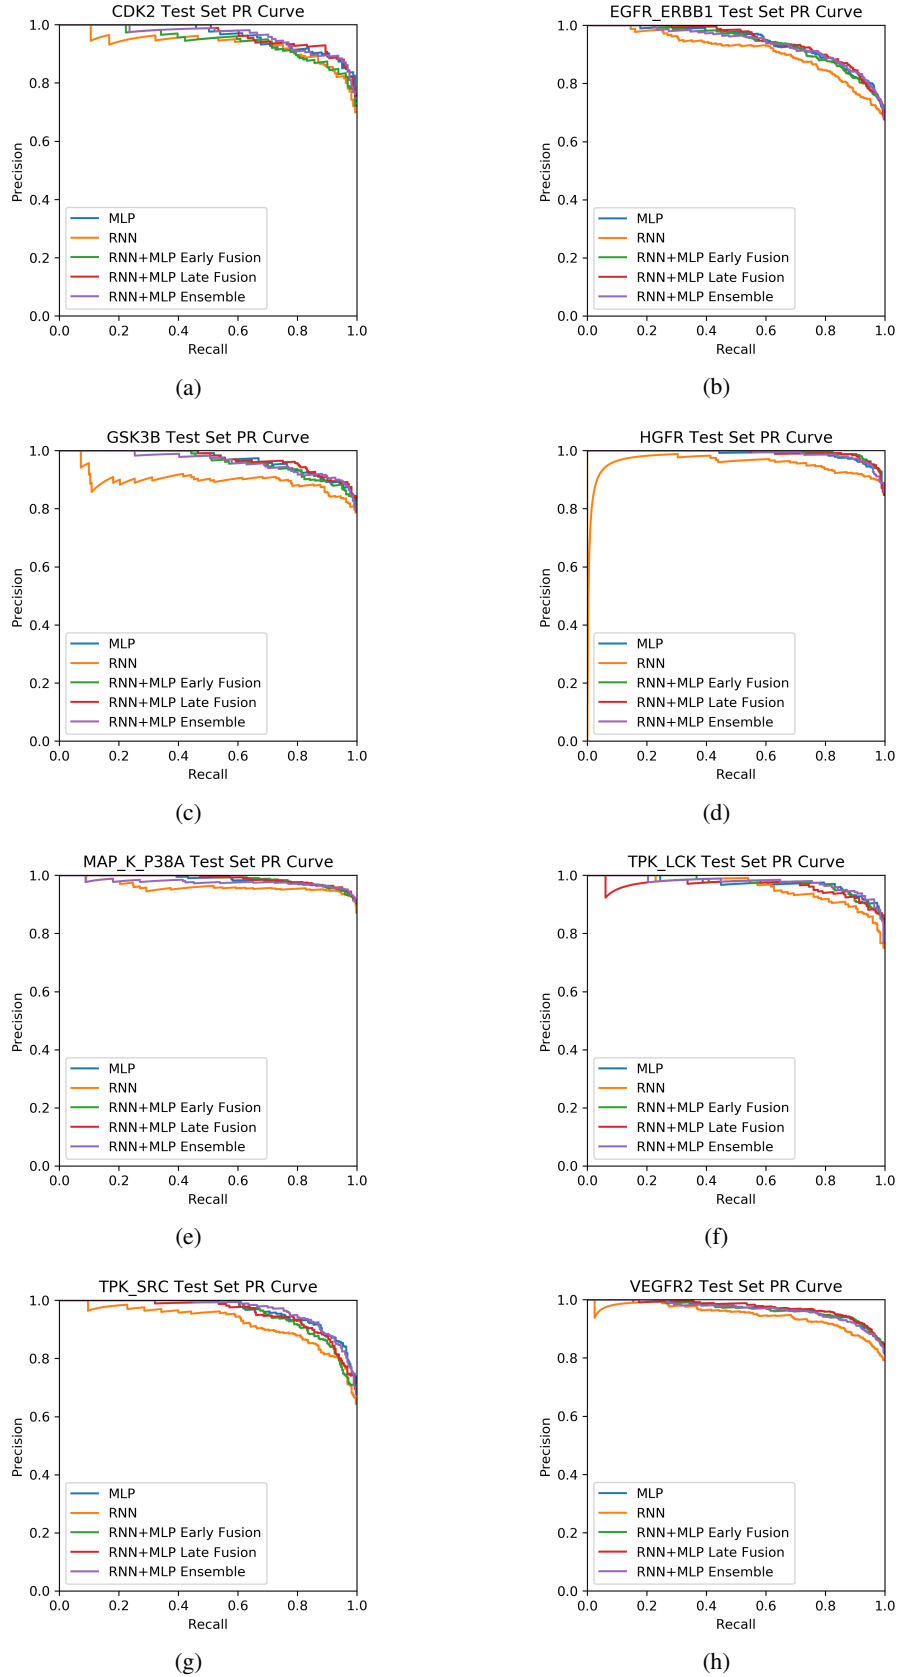 CDK2 Test Set PR Curve
1.0
0.8
0.6
0.4
0.2
0.0
Precision
MLP
RNN
RNN+MLP Early Fusion
RNN+MLP Late Fusion
RNN+MLP Ensemble
0.0 0.2 0.4 0.6 0.8 1.0
Recall
(a)
EGFR_ERBB1 Test Set PR Curve
1.0
0.8
0.6
0.4
0.2
0.0
Precision
MLP
RNN
RNN+MLP Early Fusion
RNN+MLP Late Fusion
RNN+MLP Ensemble
0.0 0.2 0.4 0.6 0.8 1.0
Recall
(b)
GSK3B Test Set PR Curve
1.0
0.8
0.6
0.4
0.2
0.0
Precision
MLP
RNN
RNN+MLP Early Fusion
RNN+MLP Late Fusion
RNN+MLP Ensemble
0.0 0.2 0.4 0.6 0.8 1.0
Recall
(c)
HGFR Test Set PR Curve
1.0
0.8
0.6
0.4
0.2
0.0
Precision
MLP
RNN
RNN+MLP Early Fusion
RNN+MLP Late Fusion
RNN+MLP Ensemble
0.0 0.2 0.4 0.6 0.8 1.0
Recall
(d)
MAP_K_P38A Test Set PR Curve
1.0
0.8
0.6
0.4
0.2
0.0
Precision
MLP
RNN
RNN+MLP Early Fusion
RNN+MLP Late Fusion
RNN+MLP Ensemble
0.0 0.2 0.4 0.6 0.8 1.0
Recall
(e)
TPK_LCK Test Set PR Curve
1.0
0.8
0.6
0.4
0.2
0.0
Precision
MLP
RNN
RNN+MLP Early Fusion
RNN+MLP Late Fusion
RNN+MLP Ensemble
0.0 0.2 0.4 0.6 0.8 1.0
Recall
(f)
TPK_SRC Test Set PR Curve
1.0
0.8
0.6
0.4
0.2
0.0
Precision
MLP
RNN
RNN+MLP Early Fusion
RNN+MLP Late Fusion
RNN+MLP Ensemble
0.0 0.2 0.4 0.6 0.8 1.0
Recall
(g)
VEGFR2 Test Set PR Curve
1.0
0.8
0.6
0.4
0.2
0.0
Precision
MLP
RNN
RNN+MLP Early Fusion
RNN+MLP Late Fusion
RNN+MLP Ensemble
0.0 0.2 0.4 0.6 0.8 1.0
Recall
(h)